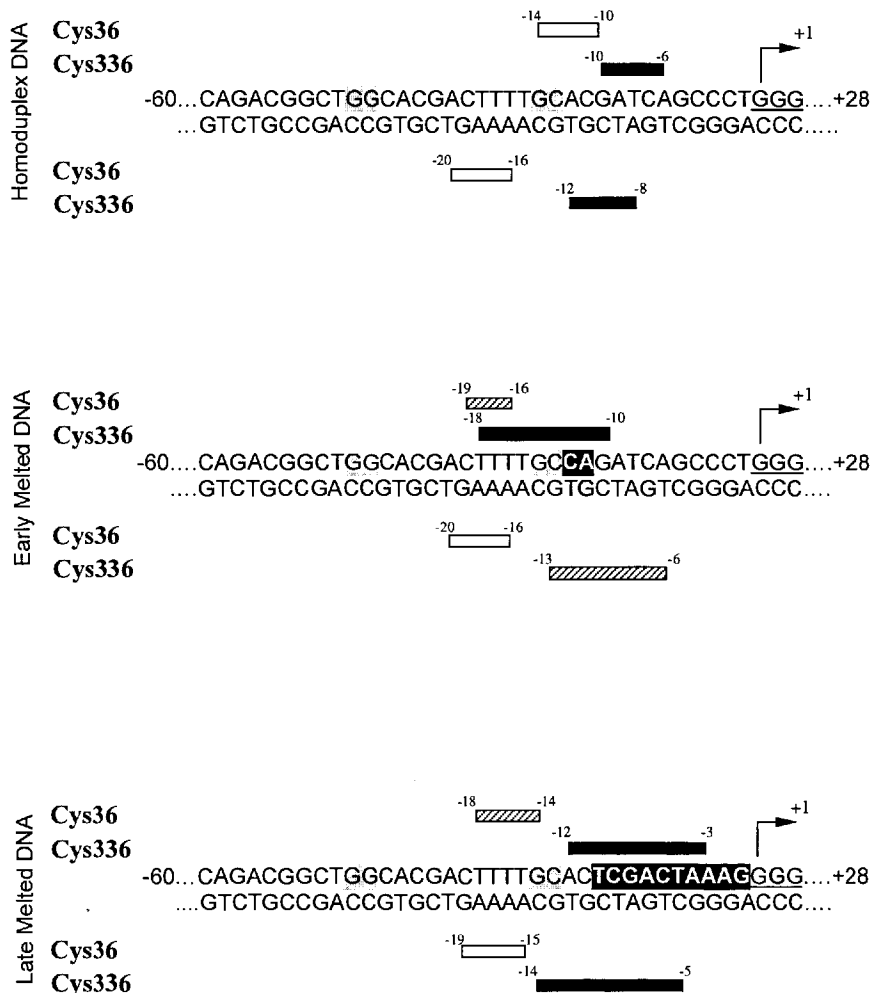 Homoduplex DNA
Cys36 -14 -10
Cys336 -10 -6 +1
-60...CAGACGGCTGGCACGACTTTTGCACGATCAGCCCTGGG....+28
...GTCTGCCGACCGTGCTGAAAACGTGCTAGTCGGGACCC.....
Cys36 -20 -16
Cys336 -12 -8
Early Melted DNA
Cys36 -19 -16
Cys336 -18 -10 +1
-60....CAGACGGCTGGCACGACTTTTGCCAGATCAGCCCTGGG....+28
....GTCTGCCGACCGTGCTGAAAACGTGCTAGTCGGGACCC....
Cys36 -20 -16
Cys336 -13 -6
Late Melted DNA
Cys36 -18 -14 +1
Cys336 -12 -3
-60...CAGACGGCTGGCACGACTTTTGCACTCGACTAAAGGGG....+28
....GTCTGCCGACCGTGCTGAAAACGTGCTAGTCGGGACCC....
Cys36 -19 -15
Cys336 -14 -5